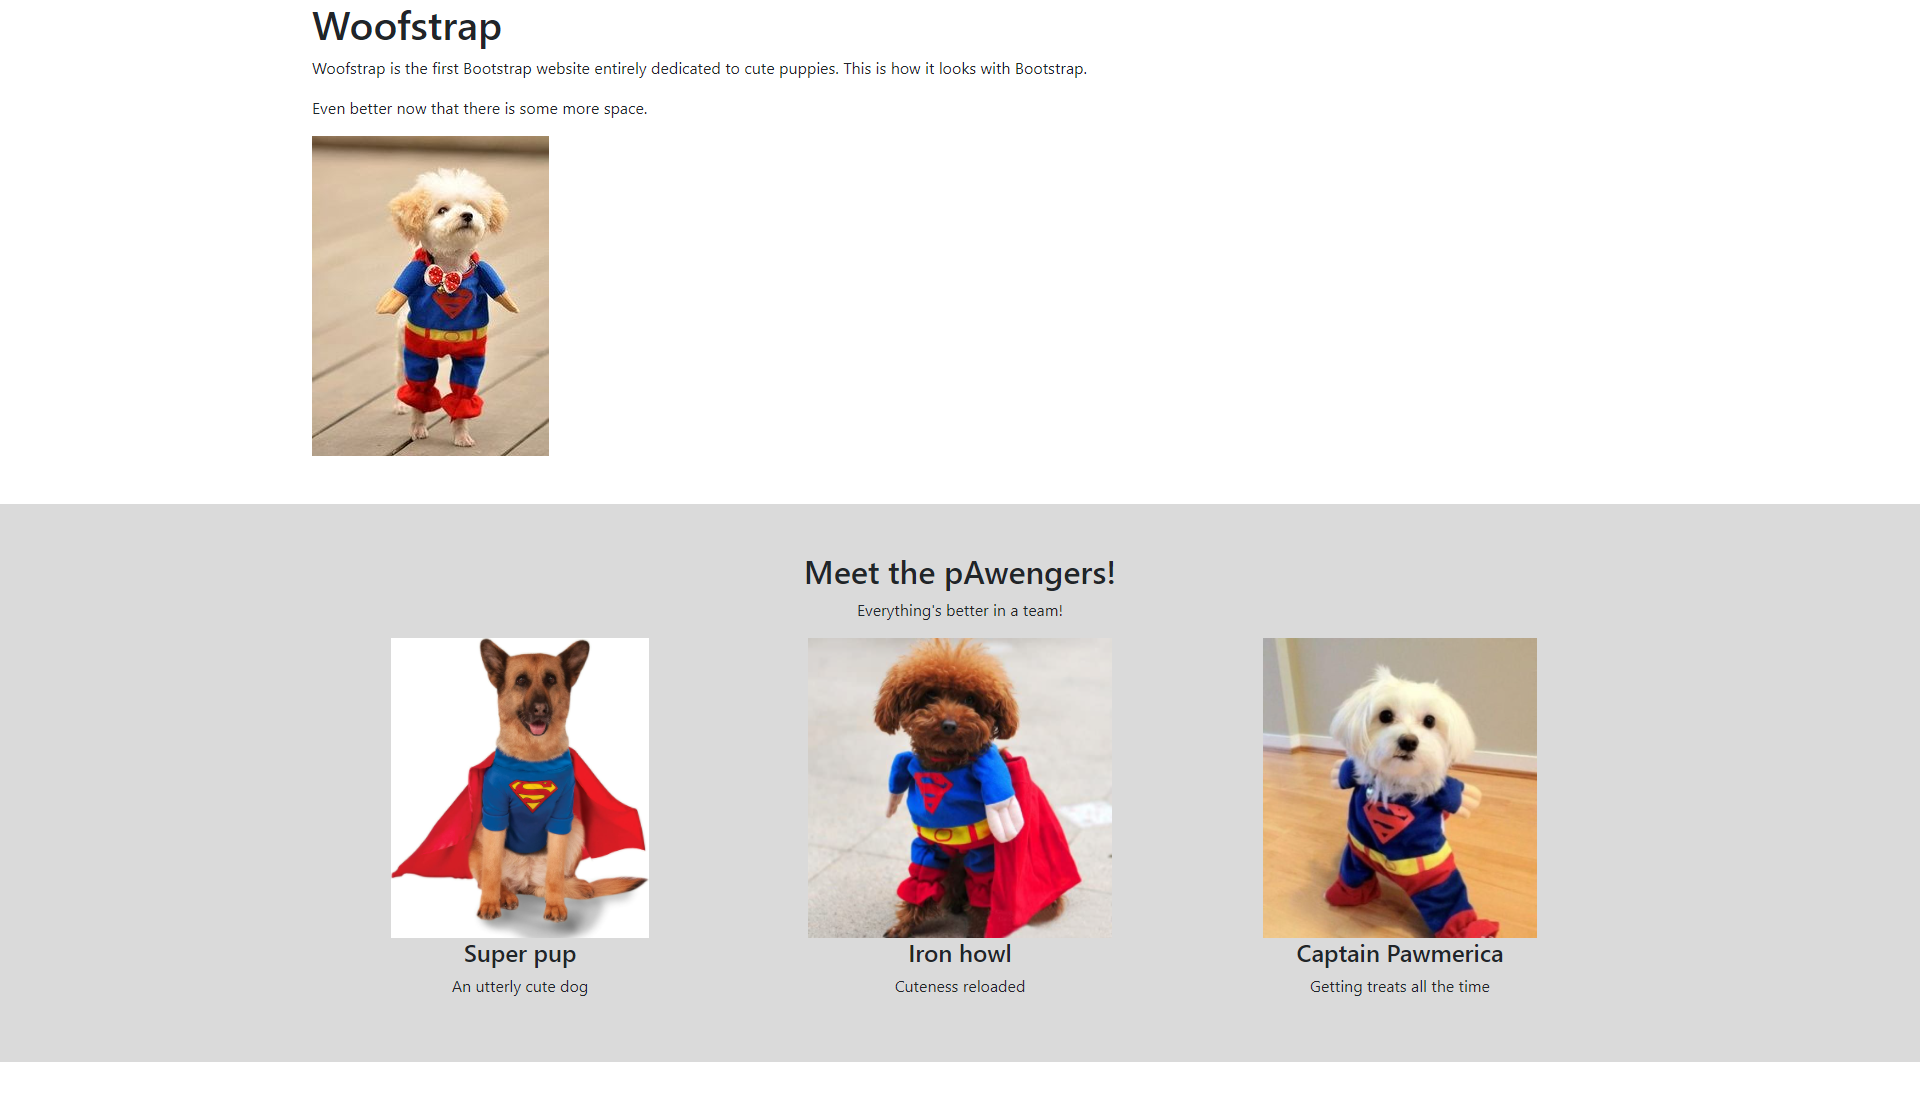 Woofstrap
Woofstrap is the first Bootstrap website entirely dedicated to cute puppies. This is how it looks with Bootstrap.
Even better now that there is some more space.
Meet the pAwengers!
Everything's better in a team!
Super pup
Iron howl
Captain Pawmerica
An utterly cute dog
Cuteness reloaded
Getting treats all the time